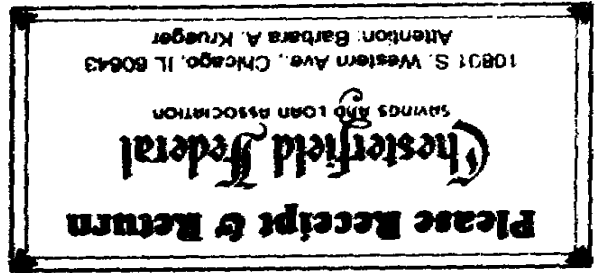 Please Receipt & Return
Chesterfield Federal
SAVINGS AND LOAN ASSOCIATION
10801 S. Western Ave., Chicago, IL 60643
Attention: Barbara A. Krueger